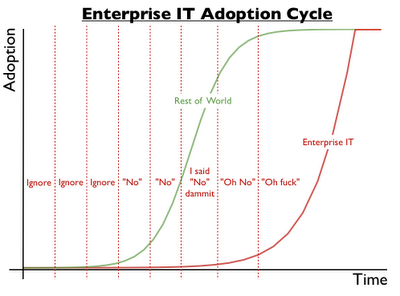 Enterprise IT Adoption Cycle
Adoption
Rest of World
Enterprise IT
Ignore
Ignore
Ignore
"No"
"No"
I said
"No"
dammit
"Oh No"
"Oh fuck"
Time